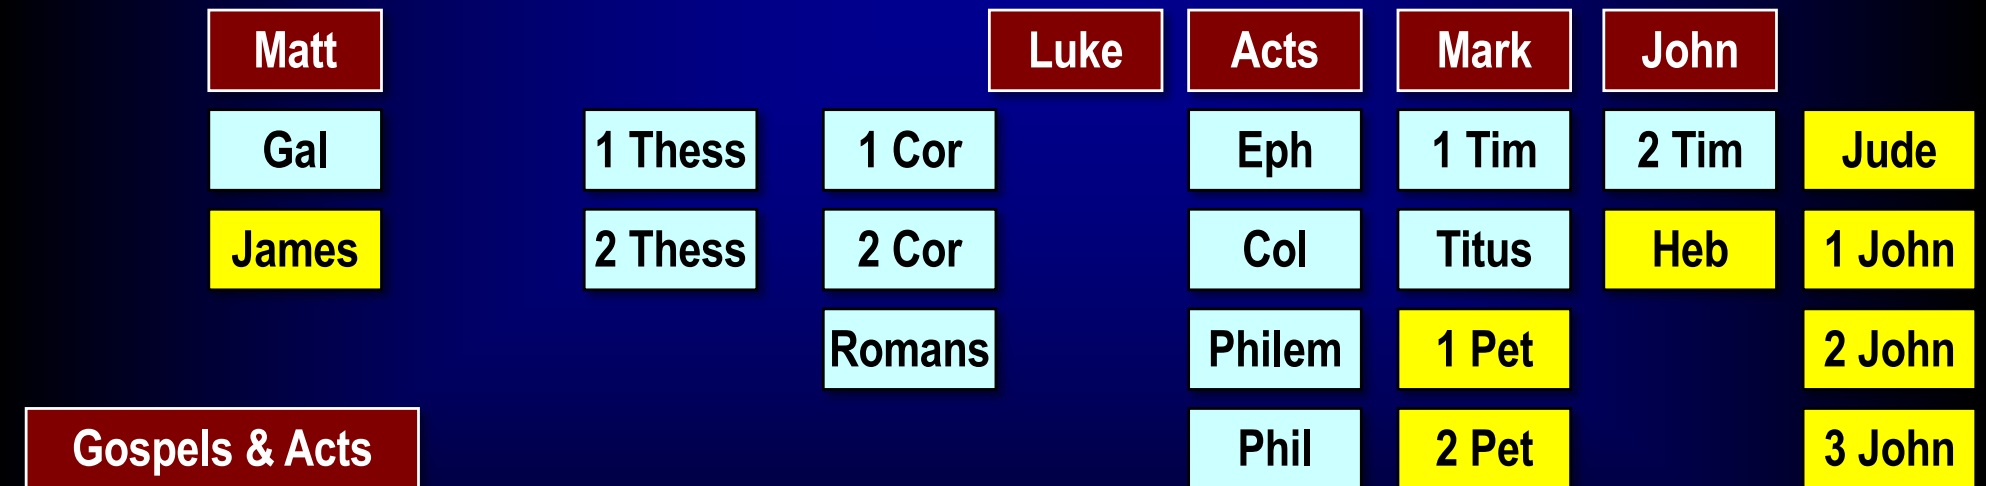 Matt Luke Acts Mark John
Gal 1 Thess 1 Cor Eph 1 Tim 2 Tim Jude
James 2 Thess 2 Cor Col Titus Heb 1 John
Romans Philem 1 Pet 2 John
Gospels & Acts Phil 2 Pet 3 John